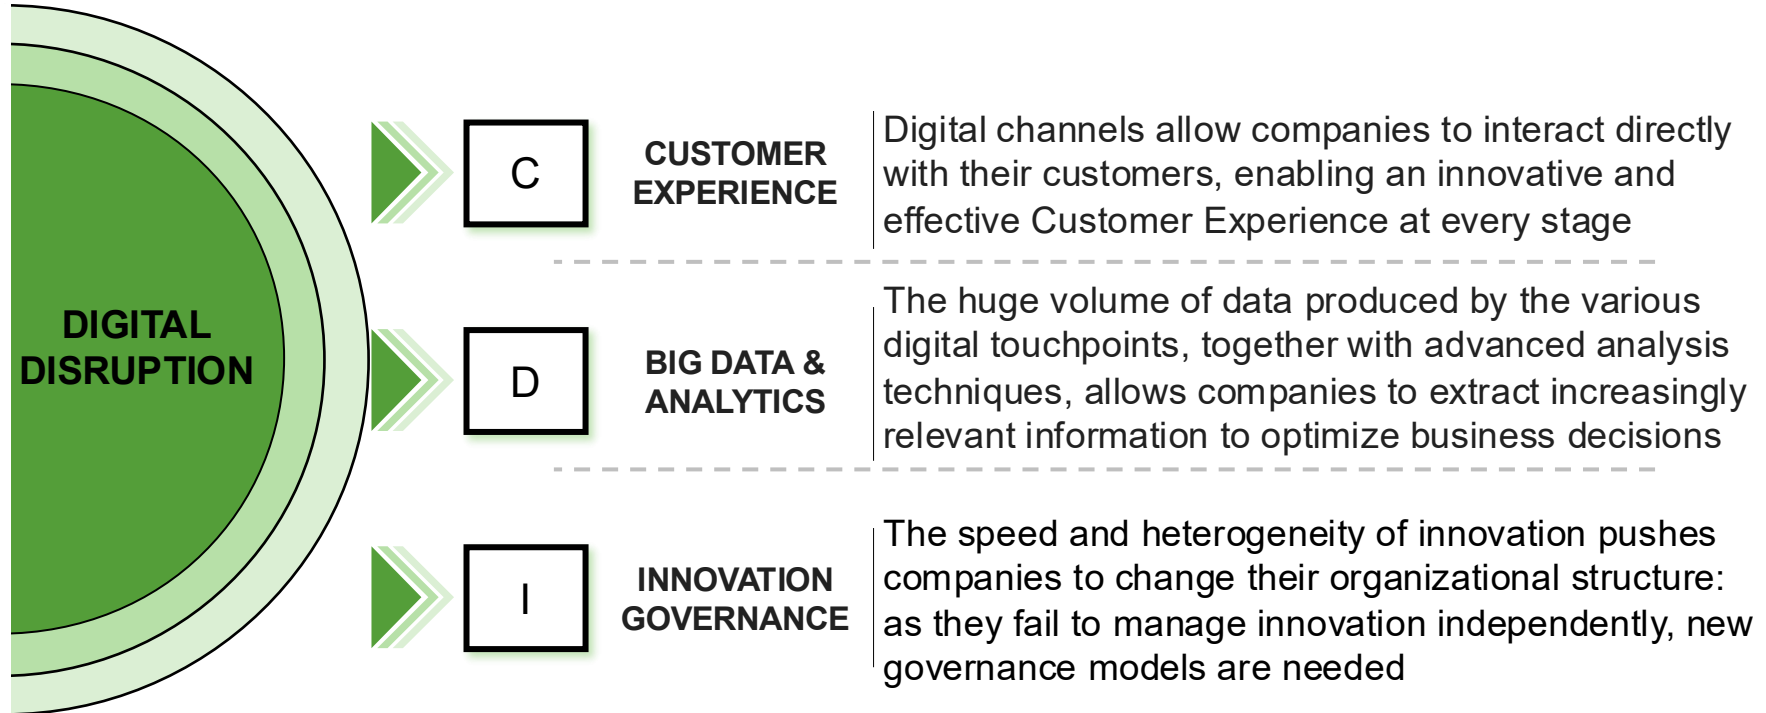 DIGITAL
DISRUPTION
C
CUSTOMER
EXPERIENCE
Digital channels allow companies to interact directly
with their customers, enabling an innovative and
effective Customer Experience at every stage
D
BIG DATA &
ANALYTICS
The huge volume of data produced by the various
digital touchpoints, together with advanced analysis
techniques, allows companies to extract increasingly
relevant information to optimize business decisions
I
INNOVATION
GOVERNANCE
The speed and heterogeneity of innovation pushes
companies to change their organizational structure:
as they fail to manage innovation independently, new
governance models are needed